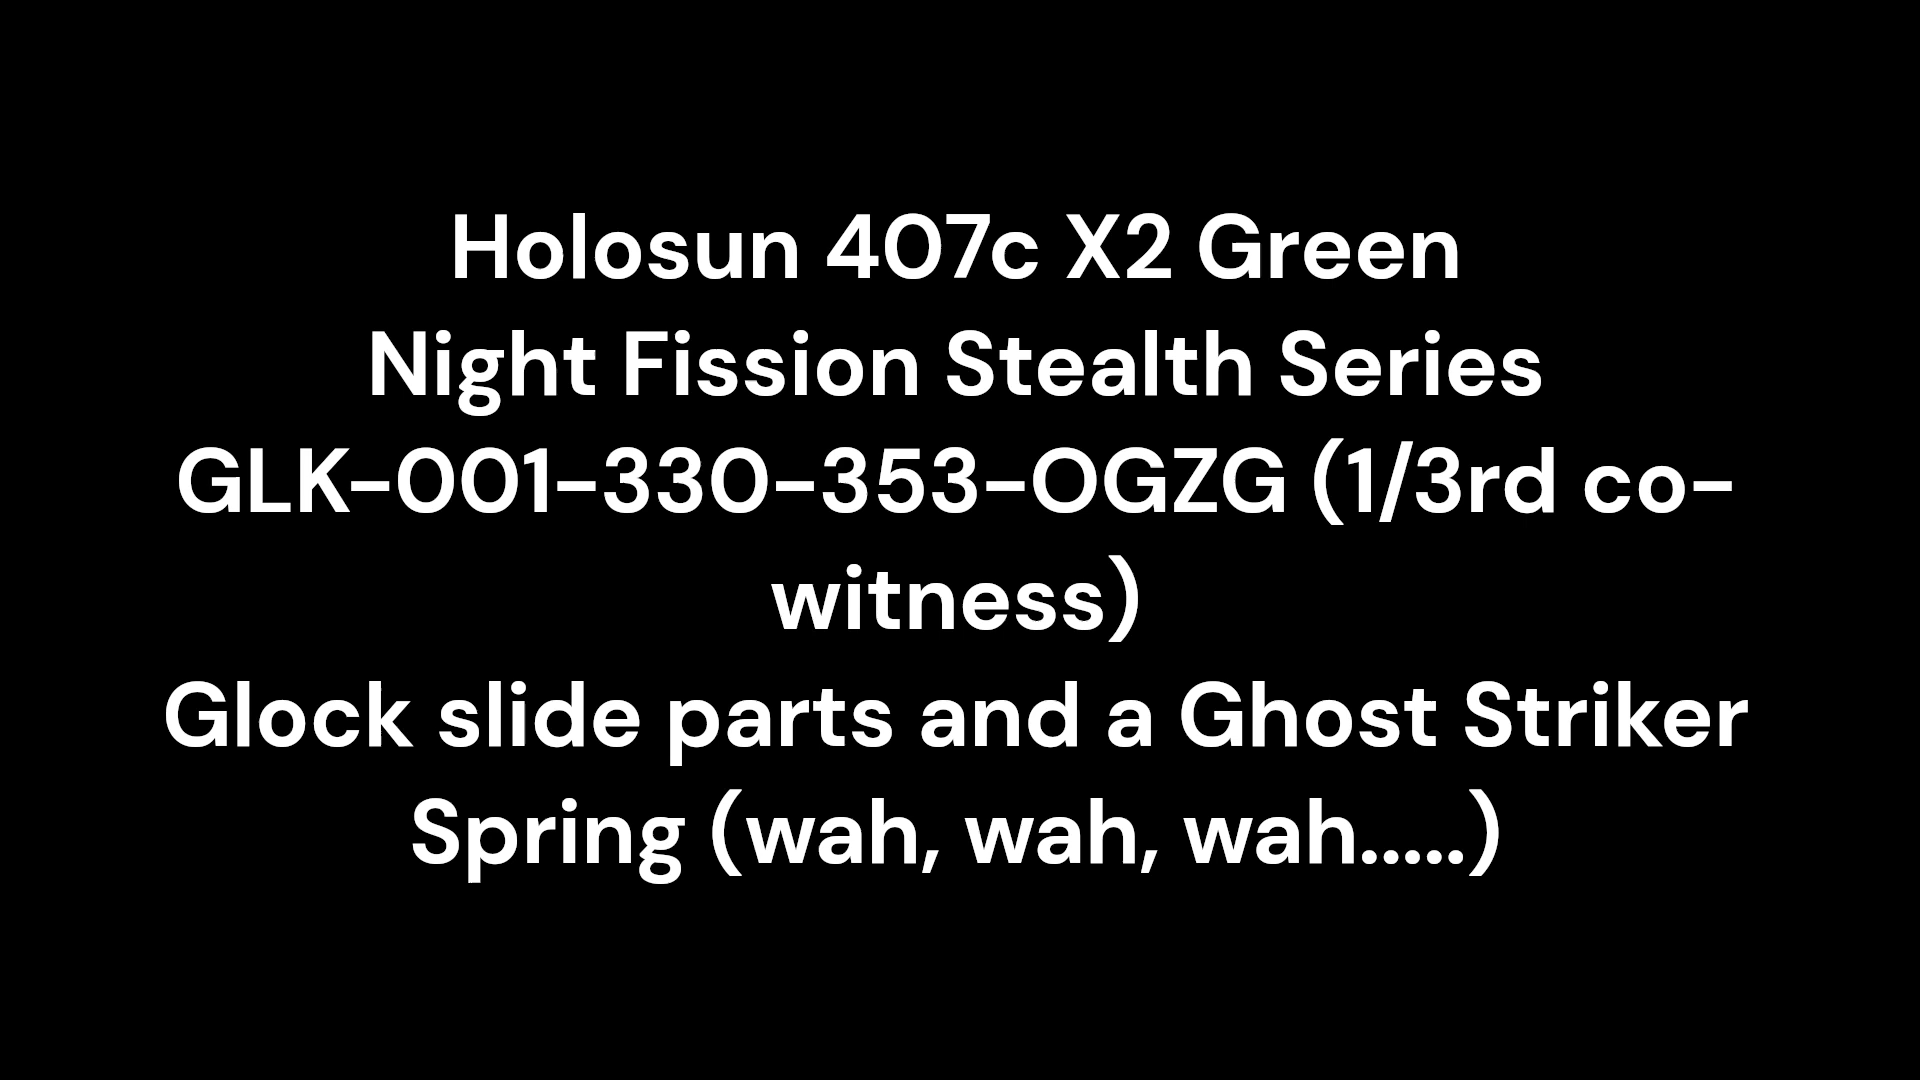 Holosun 407c X2 Green
Night Fission Stealth Series
GLK-001-330-353-OGZG (1/3rd co-
witness)
Glock slide parts and a Ghost Striker
Spring (wah, wah, wah.....)